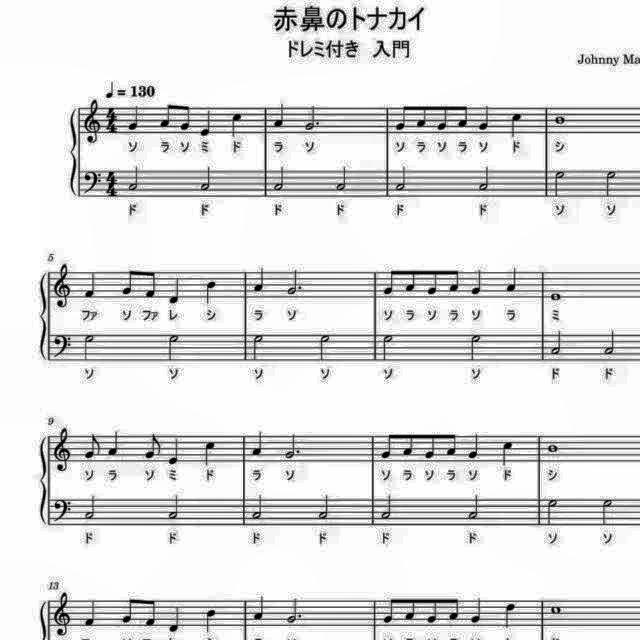 赤鼻のトナカイ
ドレミ付き 入門
Johnny Ma
♩ = 130
ソ ラ ソ ミ ド ラ ソ ソ ラ ソ ラ ソ ド シ
ド ド ド ド ド ド ソ ソ
5
ファ ソ ファ レ シ ラ ソ ソ ラ ソ ラ ソ ラ ミ
ソ ソ ソ ソ ソ ソ ド ド
9
ソ ラ ソ ミ ド ラ ソ ソ ラ ソ ラ ソ ド シ
ド ド ド ド ド ド ソ ソ
13